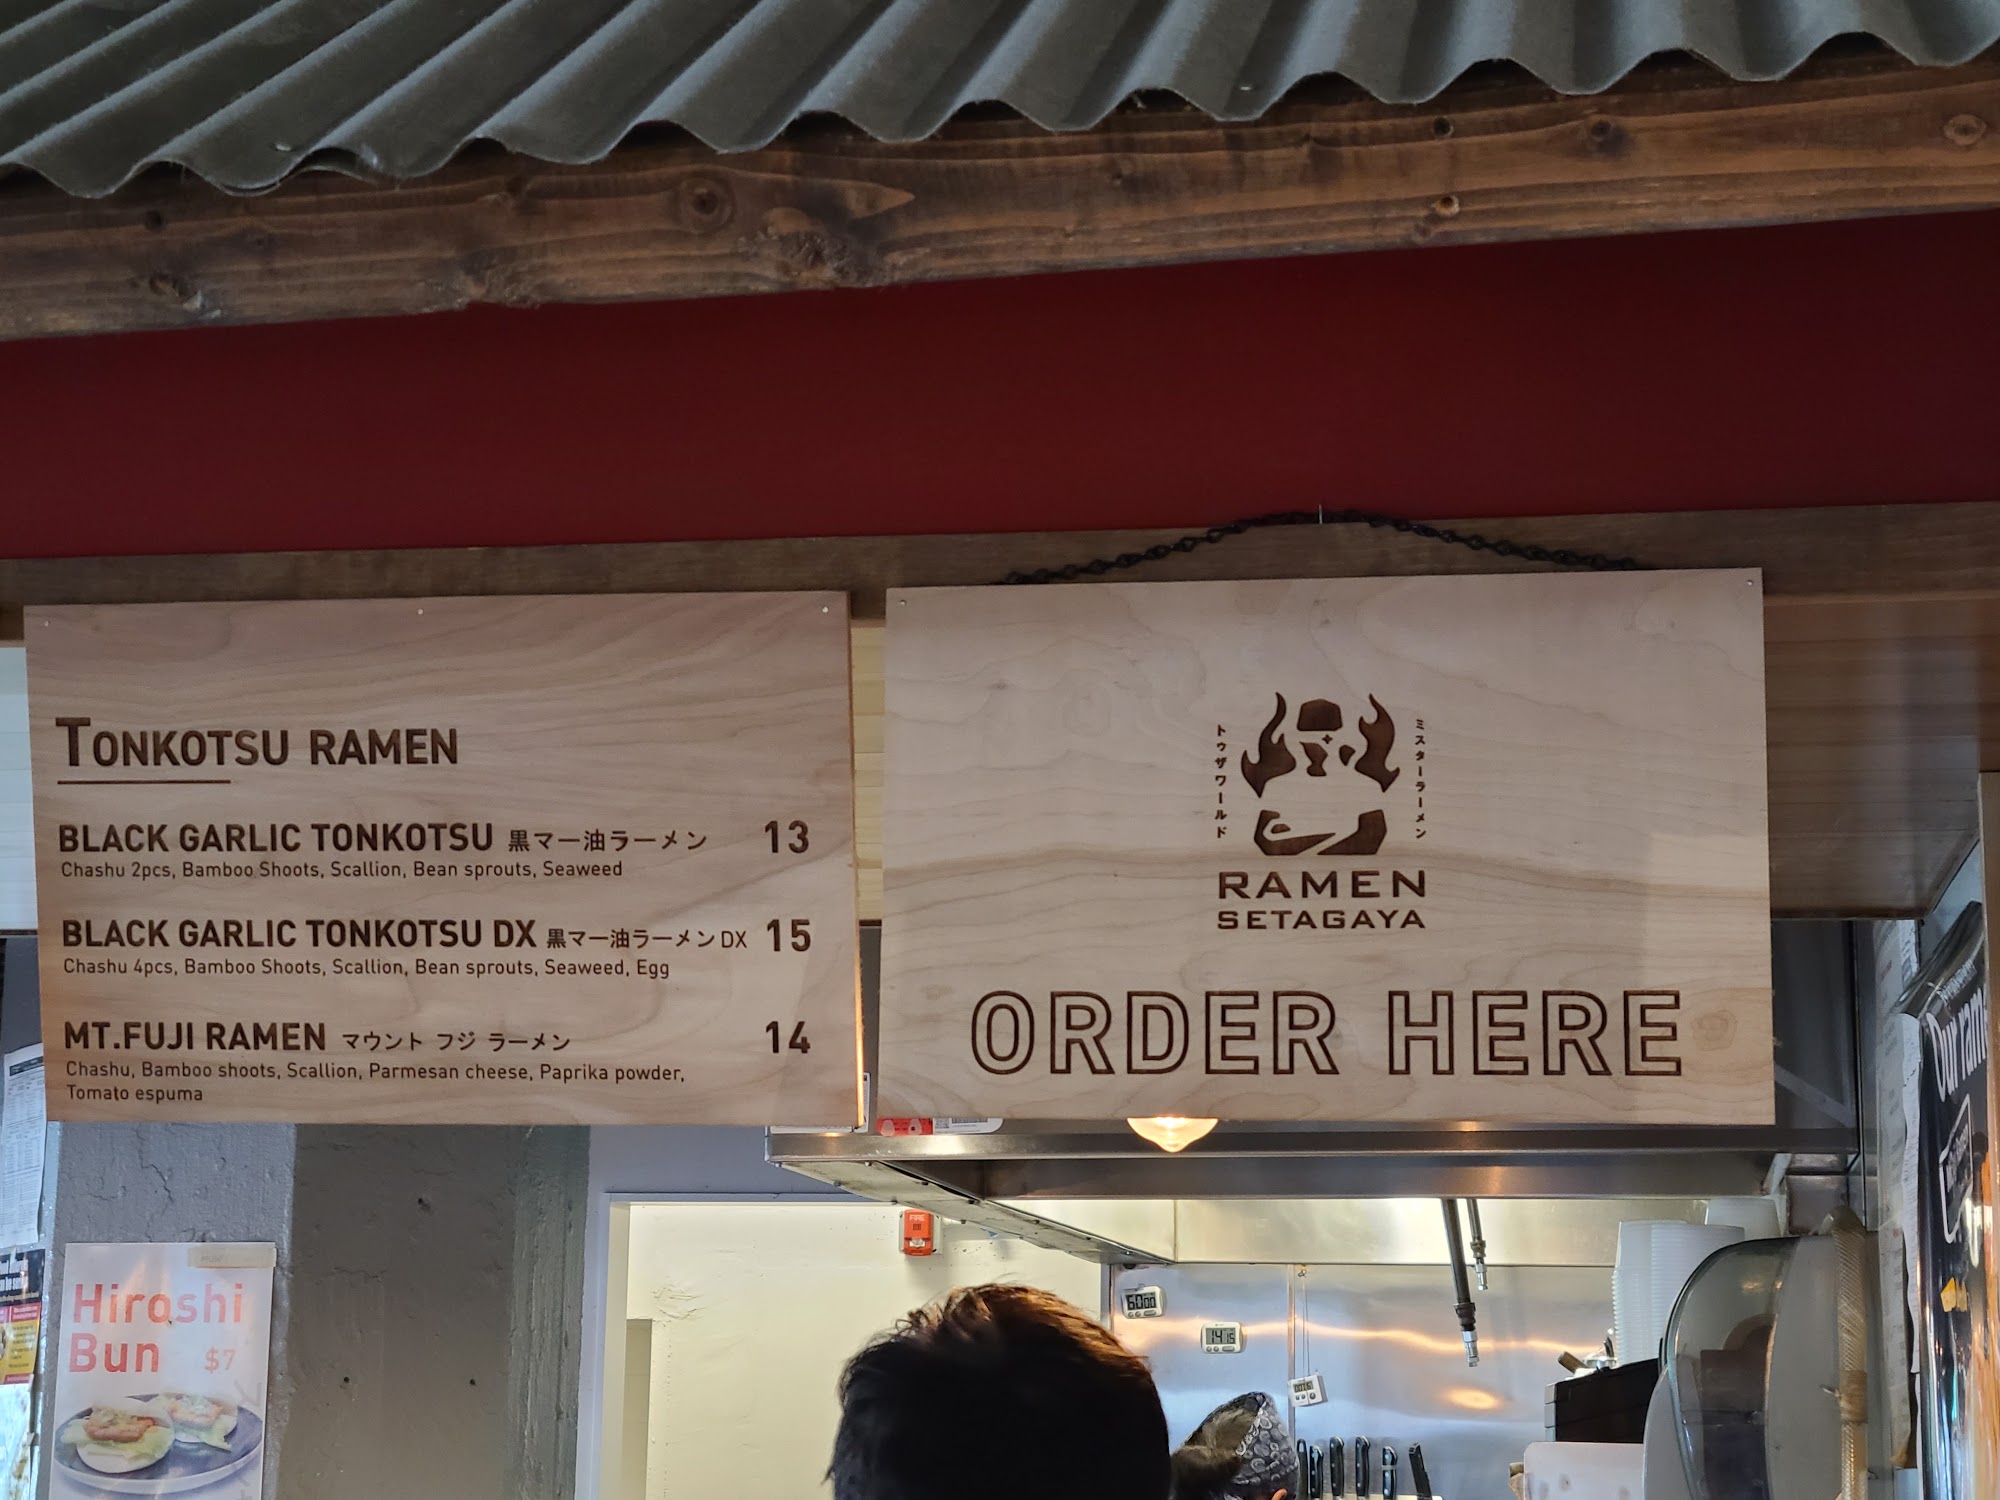 TONKOTSU RAMEN
BLACK GARLIC TONKOTSU 黒マー油ラーメン 13
Chashu 2pcs, Bamboo Shoots, Scallion, Bean sprouts, Seaweed
BLACK GARLIC TONKOTSU DX 黒マー油ラーメン DX 15
Chashu 4pcs, Bamboo Shoots, Scallion, Bean sprouts, Seaweed, Egg
MT.FUJI RAMEN マウント フジ ラーメン 14
Chashu, Bamboo shoots, Scallion, Parmesan cheese, Paprika powder,
Tomato espuma
トゥザワールド
ミスターラーメン
RAMEN
SETAGAYA
ORDER HERE
Hiroshi
Bun $7
FIRE
Our